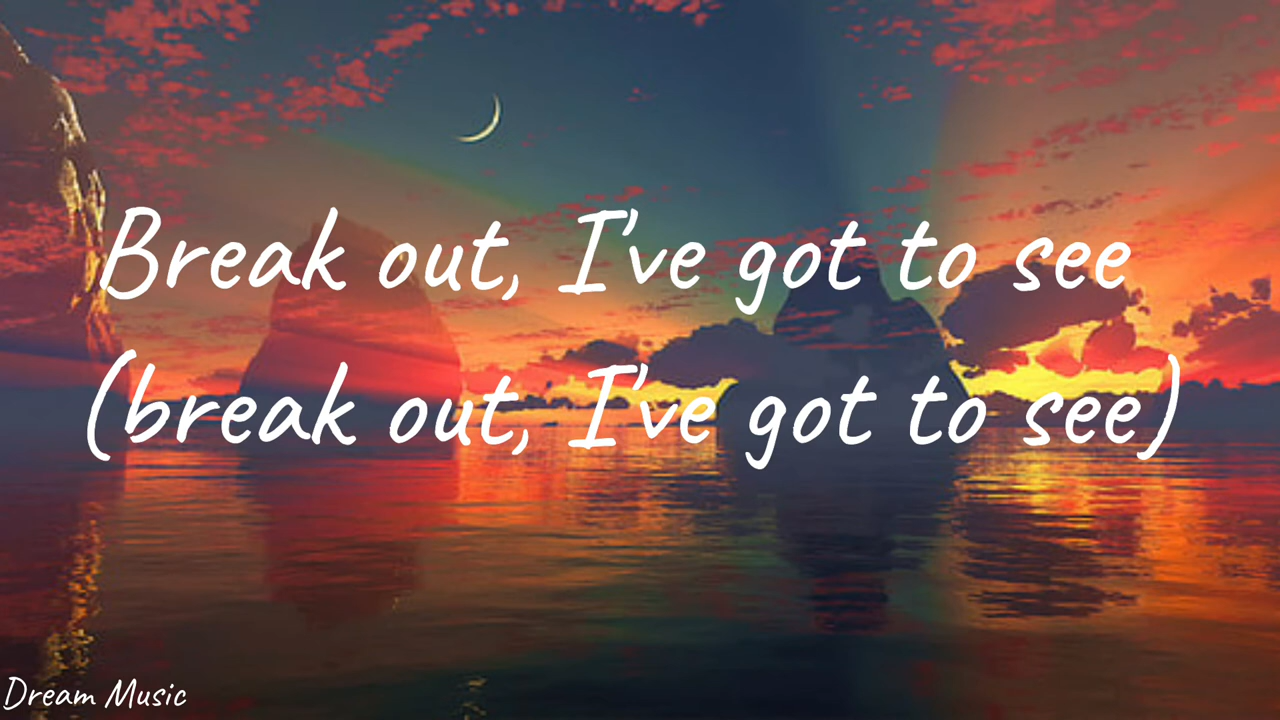 Break out, I've got to see
(break out, I've got to see)
Dream Music